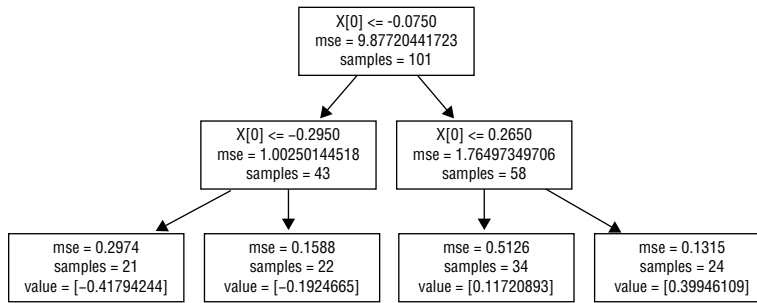 X[0] <= -0.0750
mse = 9.87720441723
samples = 101
X[0] <= −0.2950
mse = 1.00250144518
samples = 43
X[0] <= 0.2650
mse = 1.76497349706
samples = 58
mse = 0.2974
samples = 21
value = [−0.41794244]
mse = 0.1588
samples = 22
value = [-0.1924665]
mse = 0.5126
samples = 34
value = [0.11720893]
mse = 0.1315
samples = 24
value = [0.39946109]